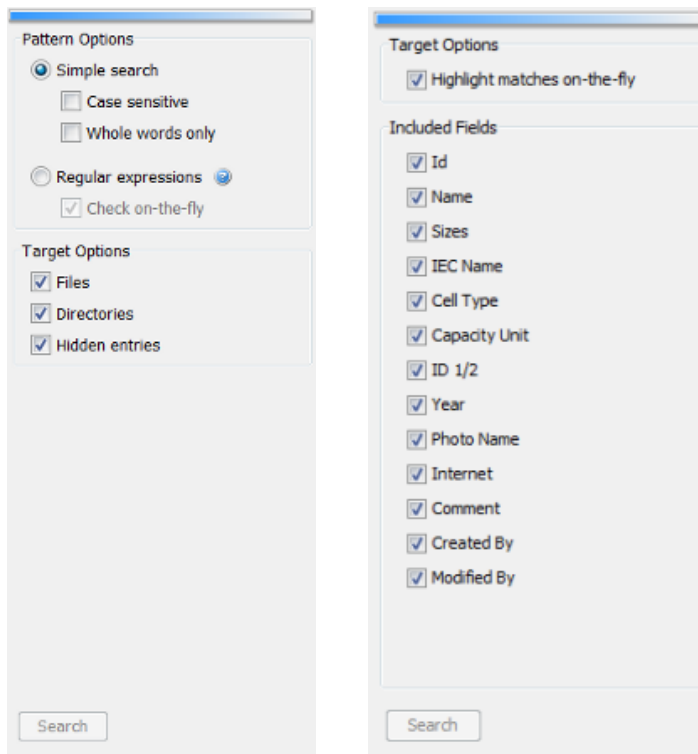 Pattern Options
Simple search
Case sensitive
Whole words only
Regular expressions
Check on-the-fly
Target Options
Files
Directories
Hidden entries
Search
Target Options
Highlight matches on-the-fly
Included Fields
Id
Name
Sizes
IEC Name
Cell Type
Capacity Unit
ID 1/2
Year
Photo Name
Internet
Comment
Created By
Modified By
Search